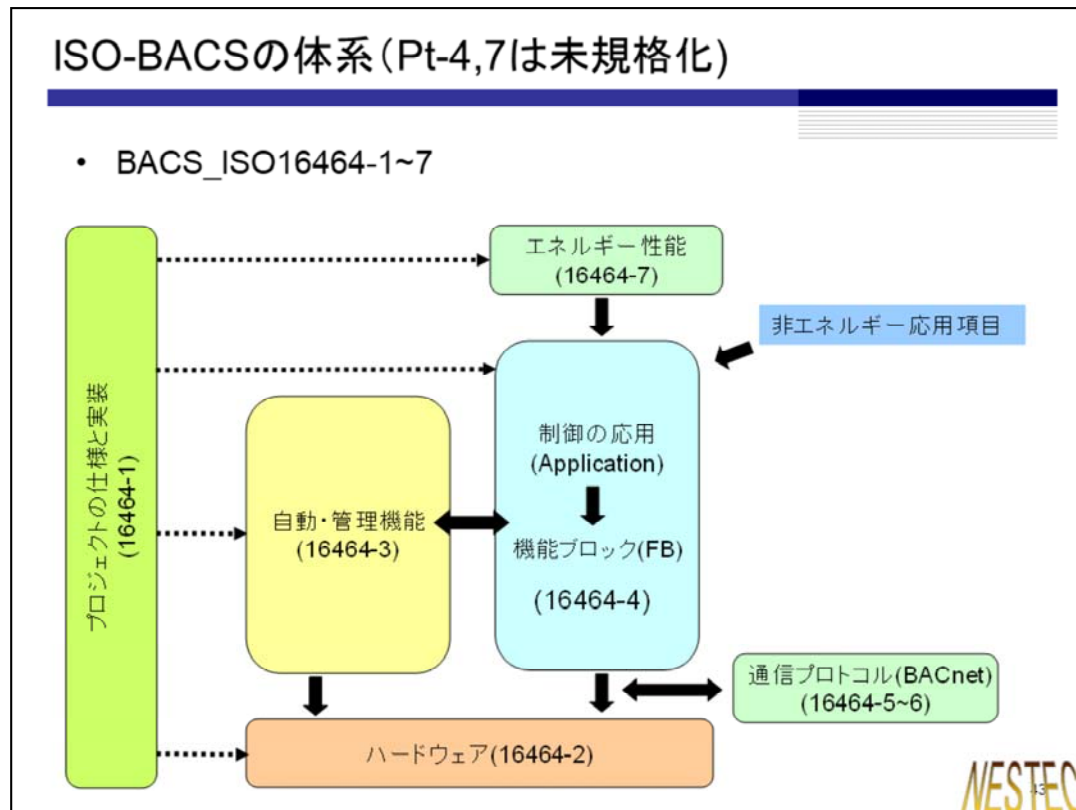 ISO-BACSの体系(Pt-4,7は未規格化)
• BACS_ISO16464-1~7
エネルギー性能
(16464-7)
非エネルギー応用項目
プロジェクトの仕様と実装
(16464-1)
制御の応用
(Application)
自動・管理機能
(16464-3)
機能ブロック(FB)
(16464-4)
通信プロトコル(BACnet)
(16464-5~6)
ハードウェア(16464-2)
NESTEC
43